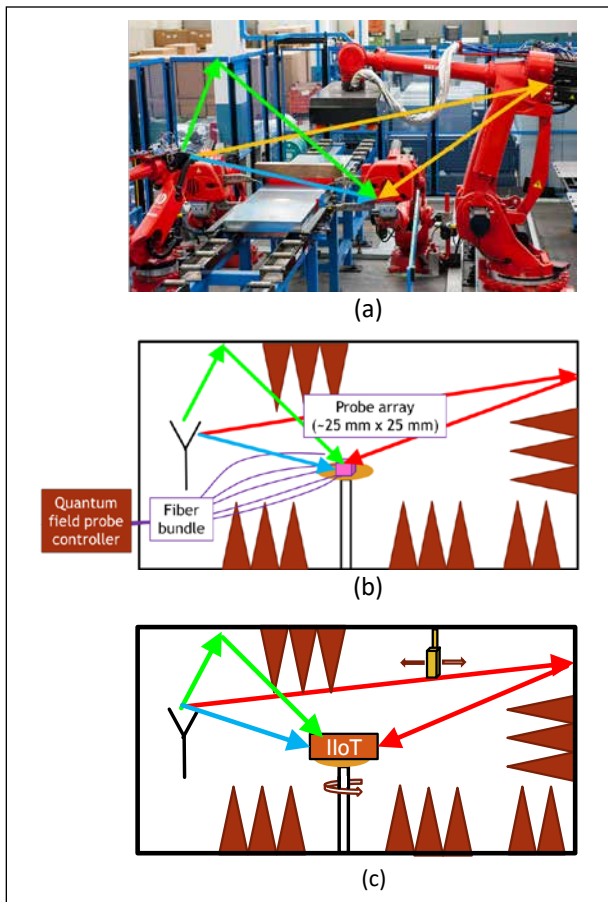 (a)
Probe array
(~25 mm x 25 mm)
Quantum
field probe
controller
Fiber
bundle
(b)
IIoT
(c)